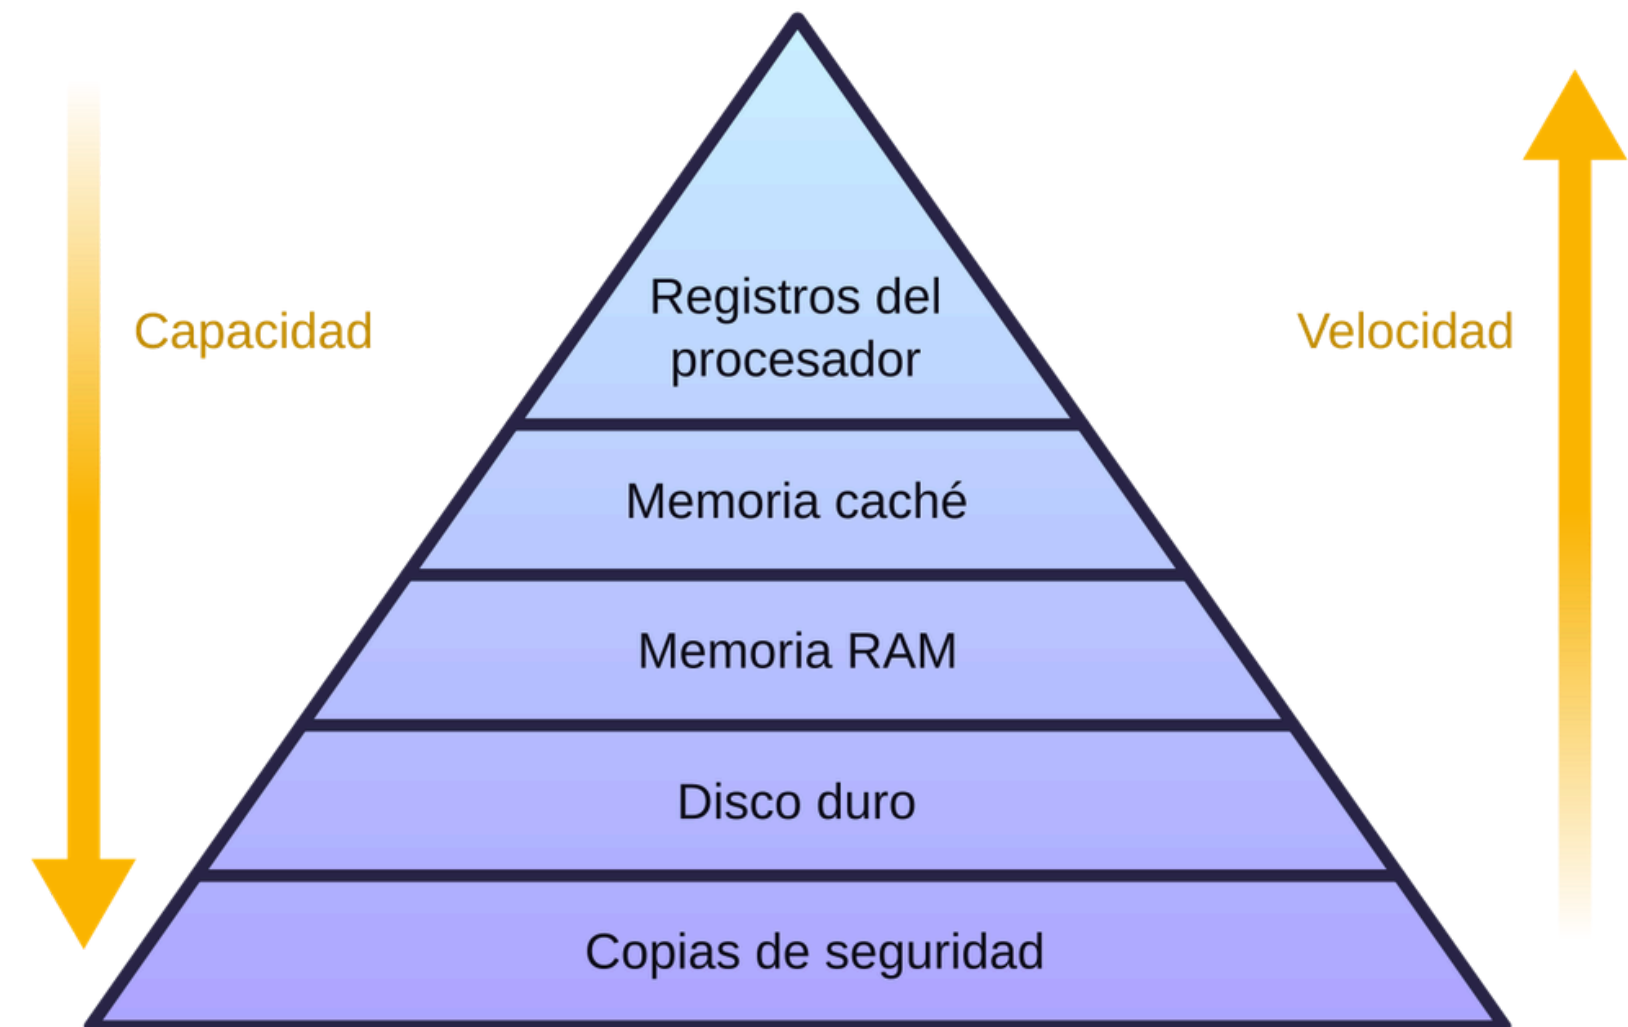 Registros del
procesador
Capacidad
Velocidad
Memoria caché
Memoria RAM
Disco duro
Copias de seguridad